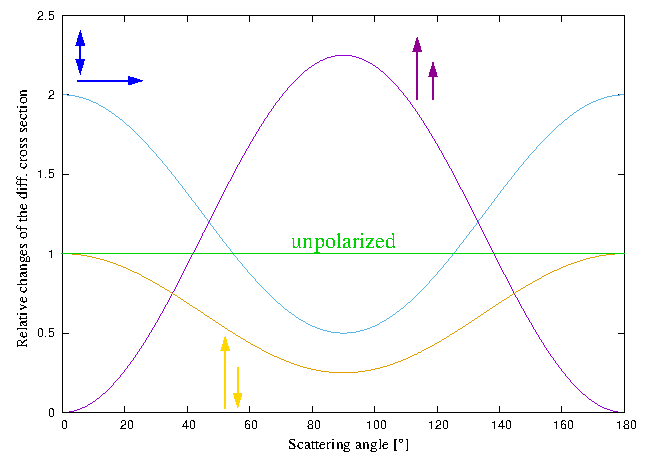 2.5
2
1.5
1
0.5
0
Relative changes of the diff. cross section
unpolarized
0 20 40 60 80 100 120 140 160 180
Scattering angle [°]